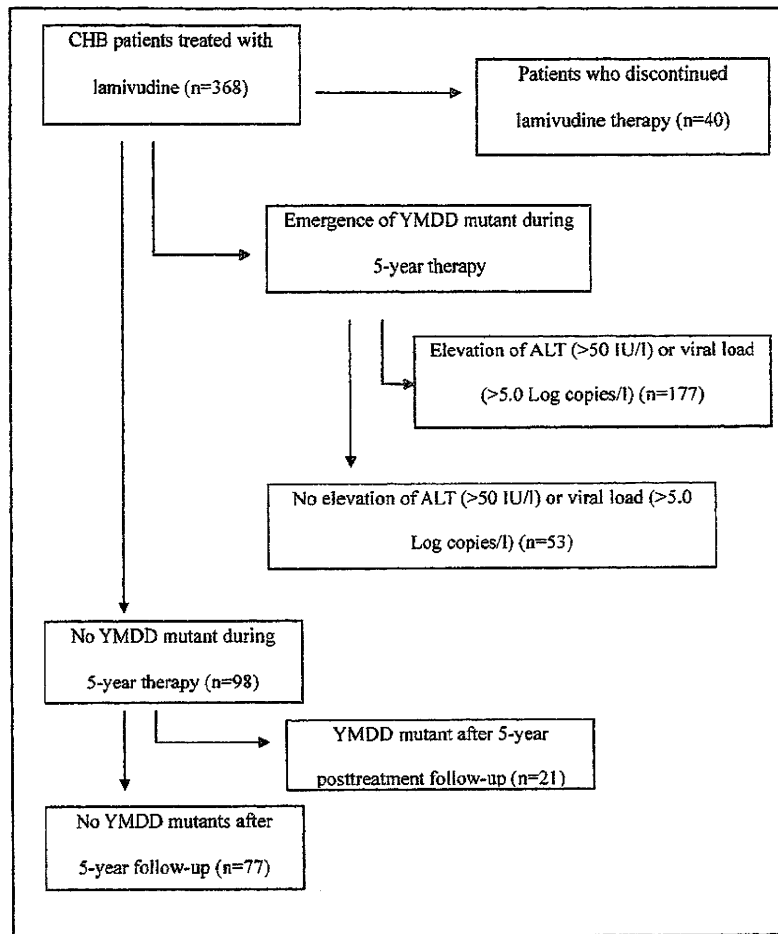 CHB patients treated with
lamivudine (n=368)
Patients who discontinued
lamivudine therapy (n=40)
Emergence of YMDD mutant during
5-year therapy
Elevation of ALT (>50 IU/l) or viral load
(>5.0 Log copies/l) (n=177)
No elevation of ALT (>50 IU/l) or viral load (>5.0
Log copies/l) (n=53)
No YMDD mutant during
5-year therapy (n=98)
YMDD mutant after 5-year
posttreatment follow-up (n=21)
No YMDD mutants after
5-year follow-up (n=77)